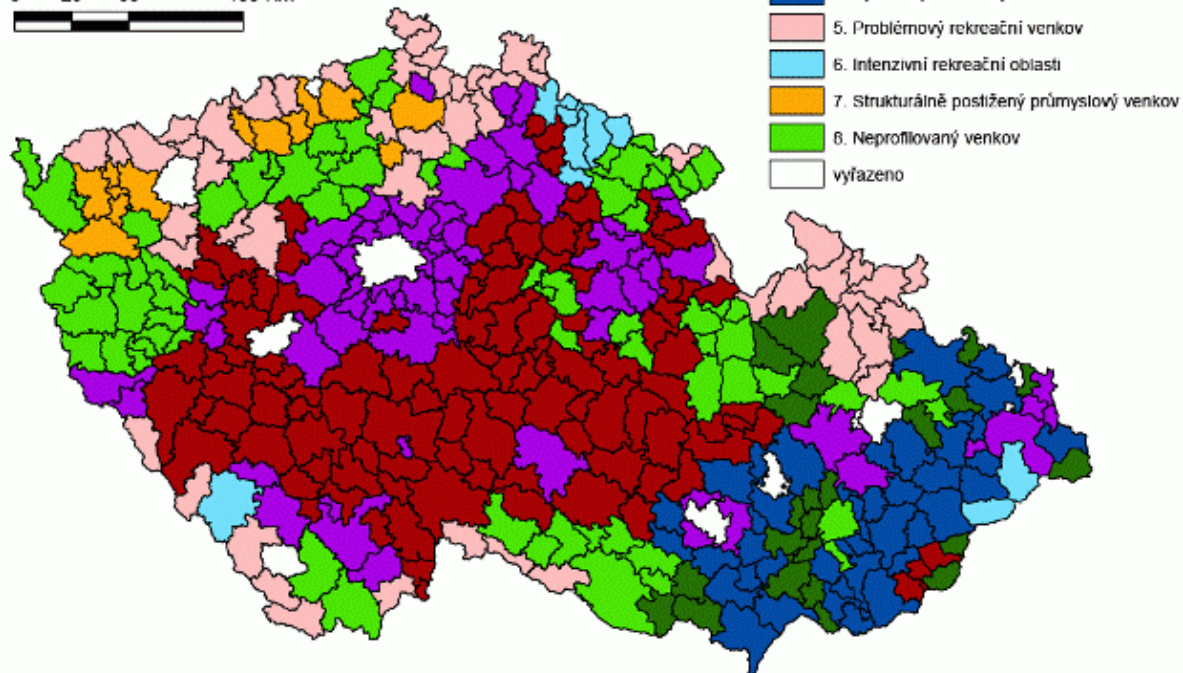 5. Problémový rekreační venkov
6. Intenzivní rekreační oblasti
7. Strukturálně postižený průmyslový venkov
8. Neprofilovaný venkov
vyřazeno